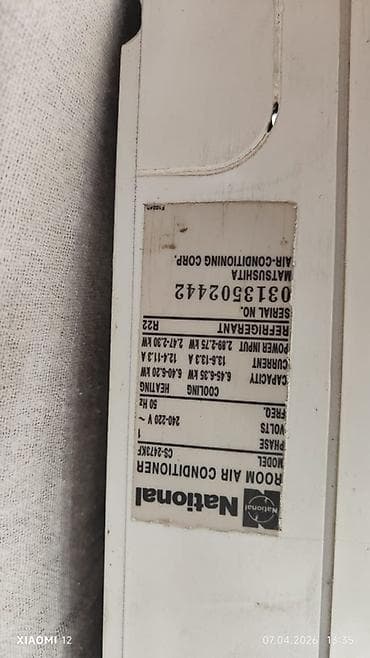 National
National
ROOM AIR CONDITIONER
MODEL CS-2473KF
PHASE 1
VOLTS 240-220 V ~
FREQ. 50 Hz
COOLING HEATING
CAPACITY 6.45-6.35 kW 6.40-6.20 kW
CURRENT 13.6-13.3 A 12.4-11.3 A
POWER INPUT 2.89-2.75 kW 2.47-2.30 kW
REFRIGERANT R22
SERIAL NO.
0313502442
MATSUSHITA
AIR-CONDITIONING CORP.
XIAOMI 12
07.04.2026 13:35